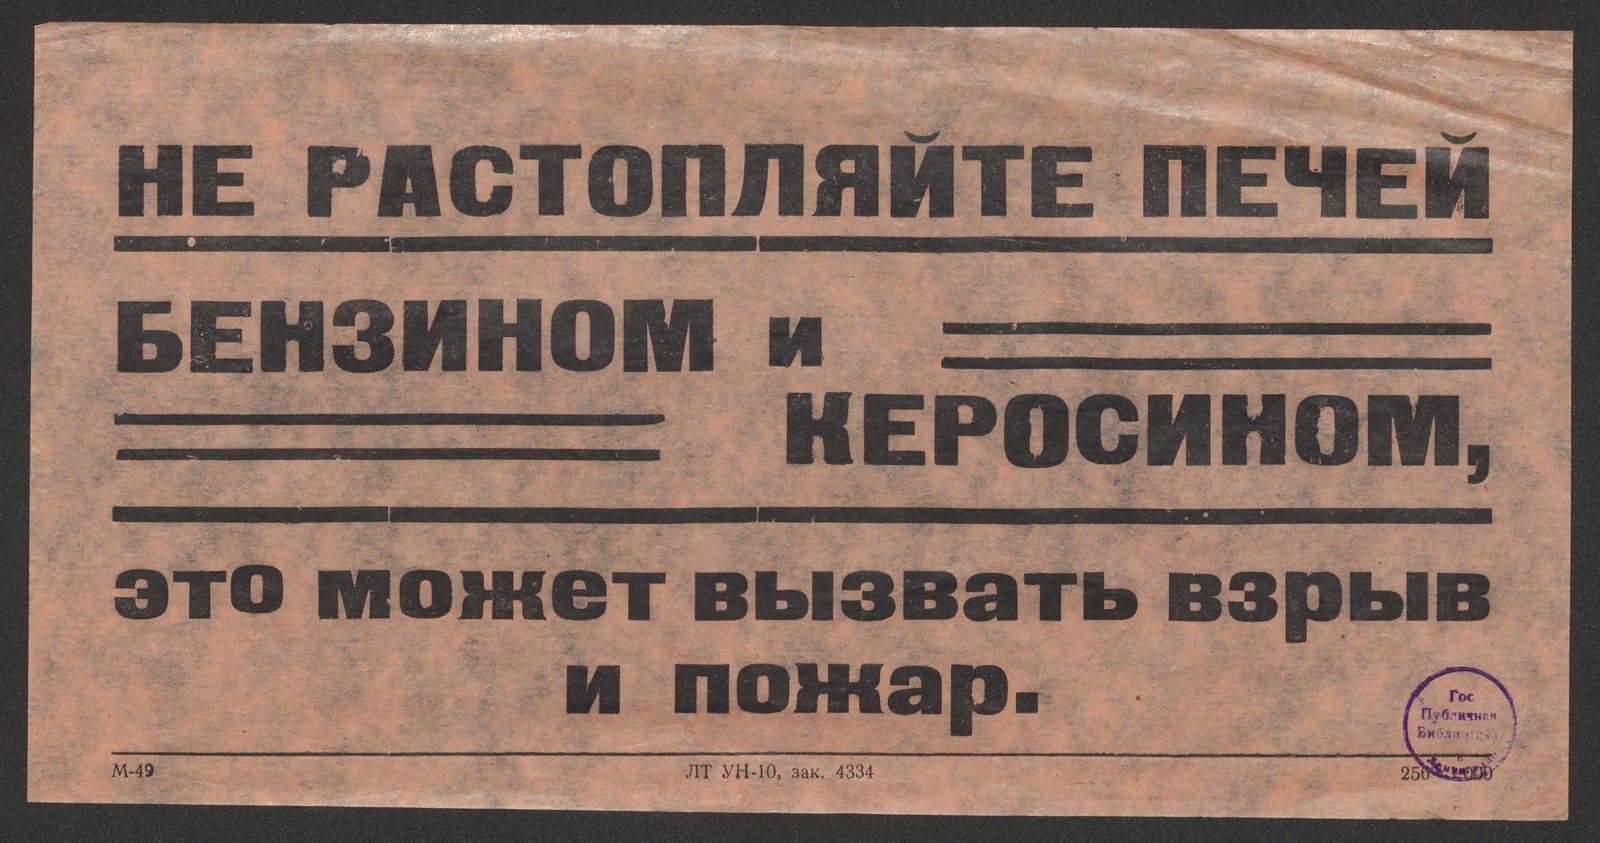 НЕ РАСТОПЛЯЙТЕ ПЕЧЕЙ
БЕНЗИНОМ и
КЕРОСИНОМ,
это может вызвать взрыв
и пожар.
Гос
Публичная
Библиотека
М-49
ЛТ УН-10, зак. 4334